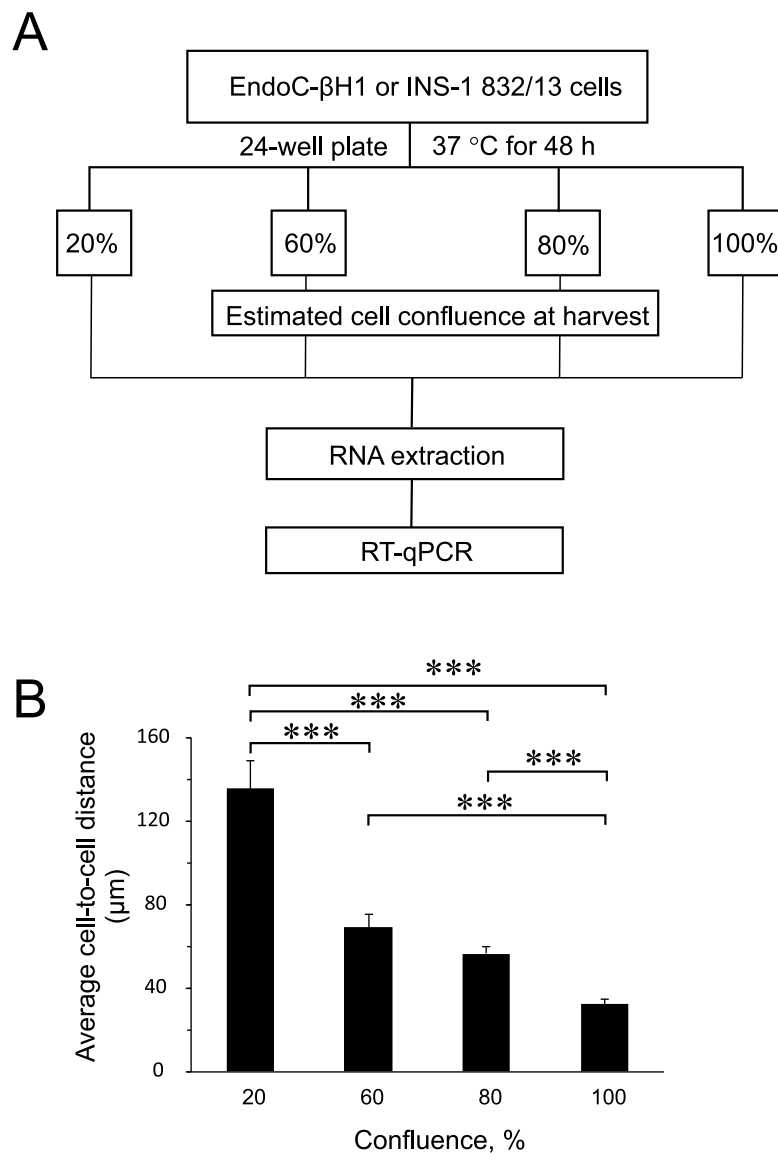 A
EndoC-βH1 or INS-1 832/13 cells
24-well plate 37 °C for 48 h
20% 60% 80% 100%
Estimated cell confluence at harvest
RNA extraction
RT-qPCR
B
***
***
***
***
***
Average cell-to-cell distance
(μm)
160
120
80
40
0
20 60 80 100
Confluence, %